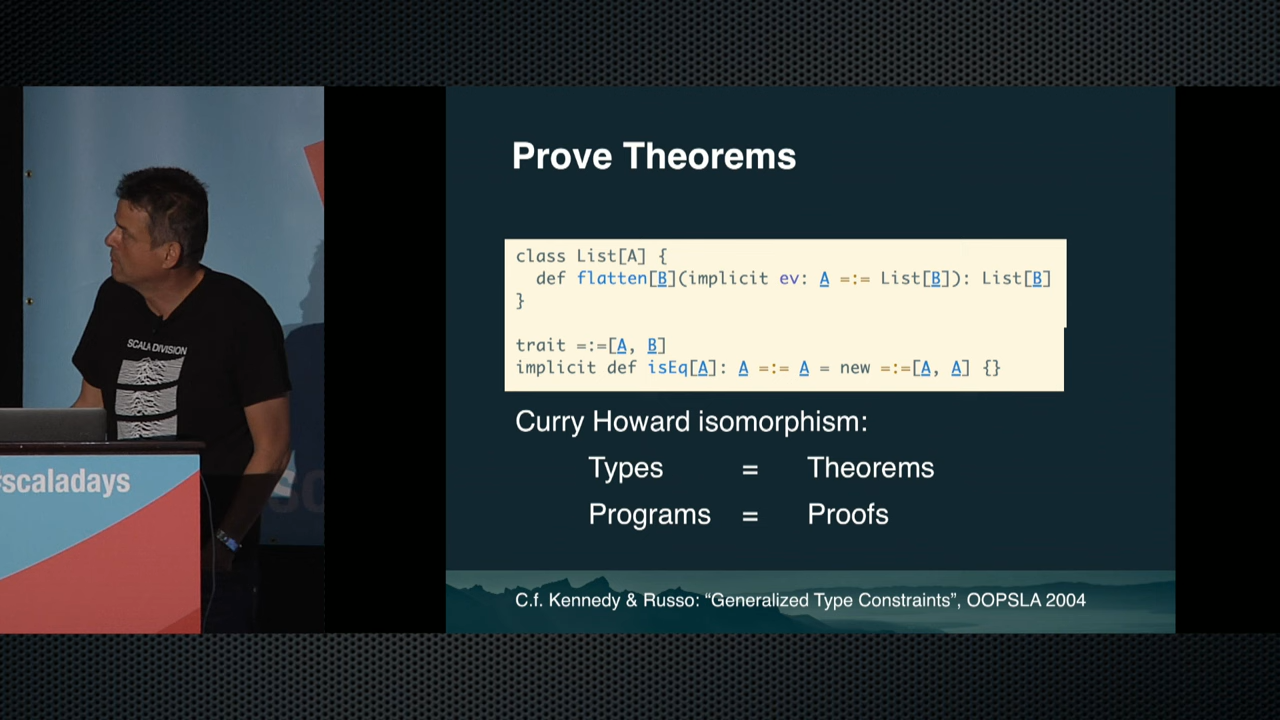 Prove Theorems
class List[A] {
def flatten[B](implicit ev: A =:= List[B]): List[B]
}
trait =:=[A, B]
implicit def isEq[A]: A =:= A = new =:=[A, A] {}
Curry Howard isomorphism:
Types = Theorems
Programs = Proofs
C.f. Kennedy & Russo: “Generalized Type Constraints”, OOPSLA 2004
SCALA DIVISION
scaladays